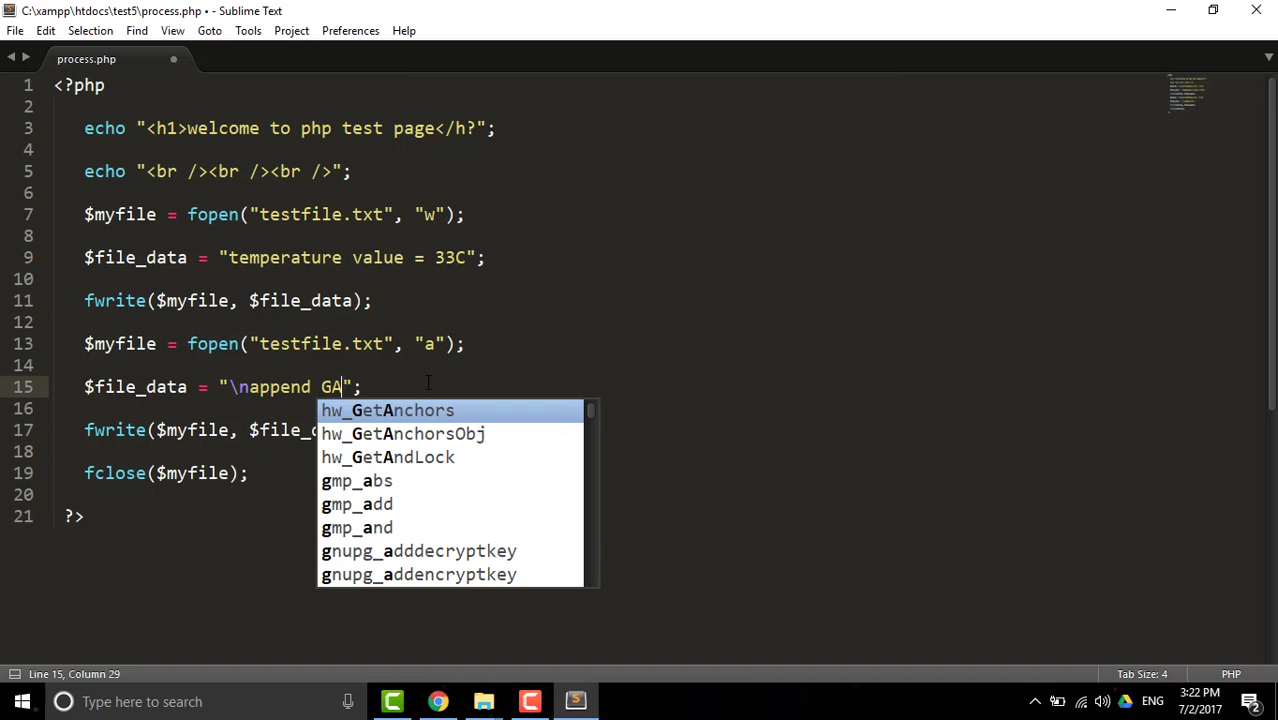 C:\xampp\htdocs\test5\process.php • - Sublime Text
File Edit Selection Find View Goto Tools Project Preferences Help
process.php
1 <?php
2
3 echo "<h1>welcome to php test page</h?";
4
5 echo "<br /><br /><br />";
6
7 $myfile = fopen("testfile.txt", "w");
8
9 $file_data = "temperature value = 33C";
10
11 fwrite($myfile, $file_data);
12
13 $myfile = fopen("testfile.txt", "a");
14
15 $file_data = "\nappend GA";
16
hw_GetAnchors
17 fwrite($myfile, $file_d
hw_GetAnchorsObj
hw_GetAndLock
18
19 fclose($myfile);
gmp_abs
20
gmp_add
21 ?>
gmp_and
gnupg_adddecryptkey
gnupg_addencryptkey
Line 15, Column 29 Tab Size: 4 PHP
Type here to search
ENG
3:22 PM
7/2/2017
2